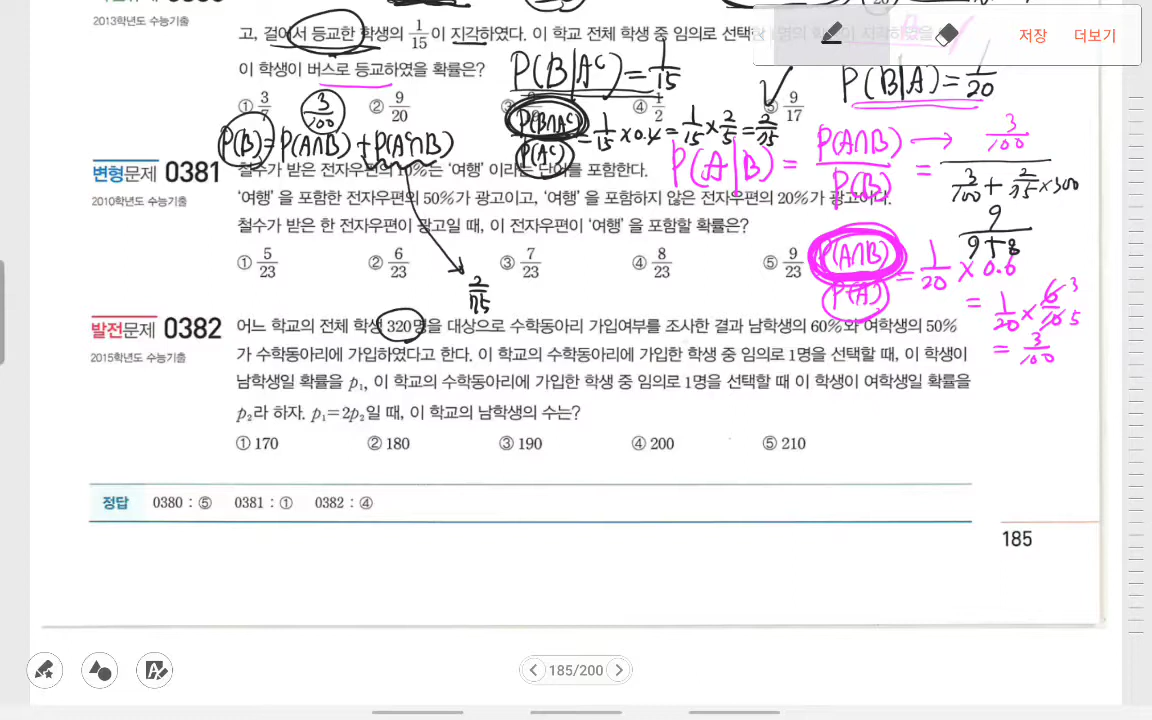 2013학년도 수능기출
고, 걸어서 등교한 학생의 1/15 이 지각하였다. 이 학교 전체 학생 중 임의로 선택
저장 더보기
이 학생이 버스로 등교하였을 확률은?
P(B|Aᶜ) = 1/15
P(B|A) = 1/20
① 3/7 ② 9/20 ③ ④ 1/2 ⑤ 9/17
3/100
P(B) = P(A∩B) + P(Aᶜ∩B)
P(B∩Aᶜ)/P(Aᶜ) = 1/15 × 0.4 = 1/15 × 2/5 = 2/75
P(A|B) = P(A∩B)/P(B) → 3/100
= 3/100 + 2/75 × 300
9/(9+8)
변형문제 0381 철수가 받은 전자우편의 10%는 ‘여행’ 이라는 단어를 포함한다.
2010학년도 수능기출 ‘여행’ 을 포함한 전자우편의 50%가 광고이고, ‘여행’ 을 포함하지 않은 전자우편의 20%가 광고이다.
철수가 받은 한 전자우편이 광고일 때, 이 전자우편이 ‘여행’ 을 포함할 확률은?
① 5/23 ② 6/23 ③ 7/23 ④ 8/23 ⑤ 9/23
2/75
P(A∩B)/P(A) = 1/20 × 0.6
= 1/20 × 6/10 3 5
= 3/100
발전문제 0382 어느 학교의 전체 학생 320명을 대상으로 수학동아리 가입여부를 조사한 결과 남학생의 60%와 여학생의 50%
2015학년도 수능기출 가 수학동아리에 가입하였다고 한다. 이 학교의 수학동아리에 가입한 학생 중 임의로 1명을 선택할 때, 이 학생이
남학생일 확률을 p₁, 이 학교의 수학동아리에 가입한 학생 중 임의로 1명을 선택할 때 이 학생이 여학생일 확률을
p₂라 하자. p₁=2p₂일 때, 이 학교의 남학생의 수는?
① 170 ② 180 ③ 190 ④ 200 ⑤ 210
정답 0380 : ⑤ 0381 : ① 0382 : ④
185
185/200